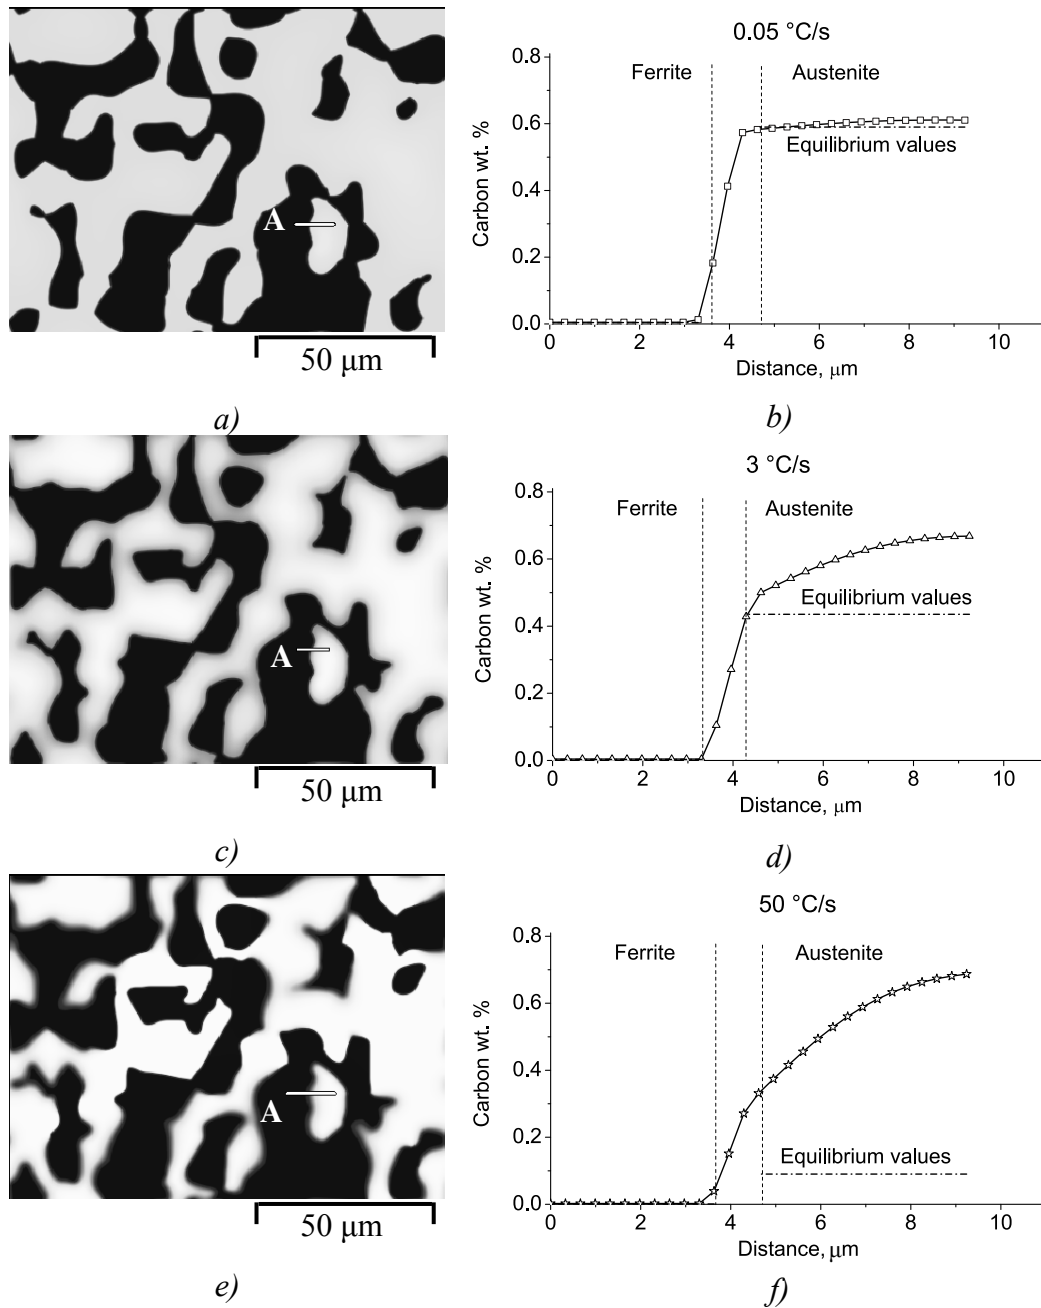 A
50 μm
a)
0.05 °C/s
Ferrite
Austenite
Equilibrium values
Carbon wt. %
0.8
0.6
0.4
0.2
0.0
0 2 4 6 8 10
Distance, μm
b)
A
50 μm
c)
3 °C/s
Ferrite
Austenite
Equilibrium values
Carbon wt. %
0.8
0.6
0.4
0.2
0.0
0 2 4 6 8 10
Distance, μm
d)
A
50 μm
e)
50 °C/s
Ferrite
Austenite
Equilibrium values
Carbon wt. %
0.8
0.6
0.4
0.2
0.0
0 2 4 6 8 10
Distance, μm
f)